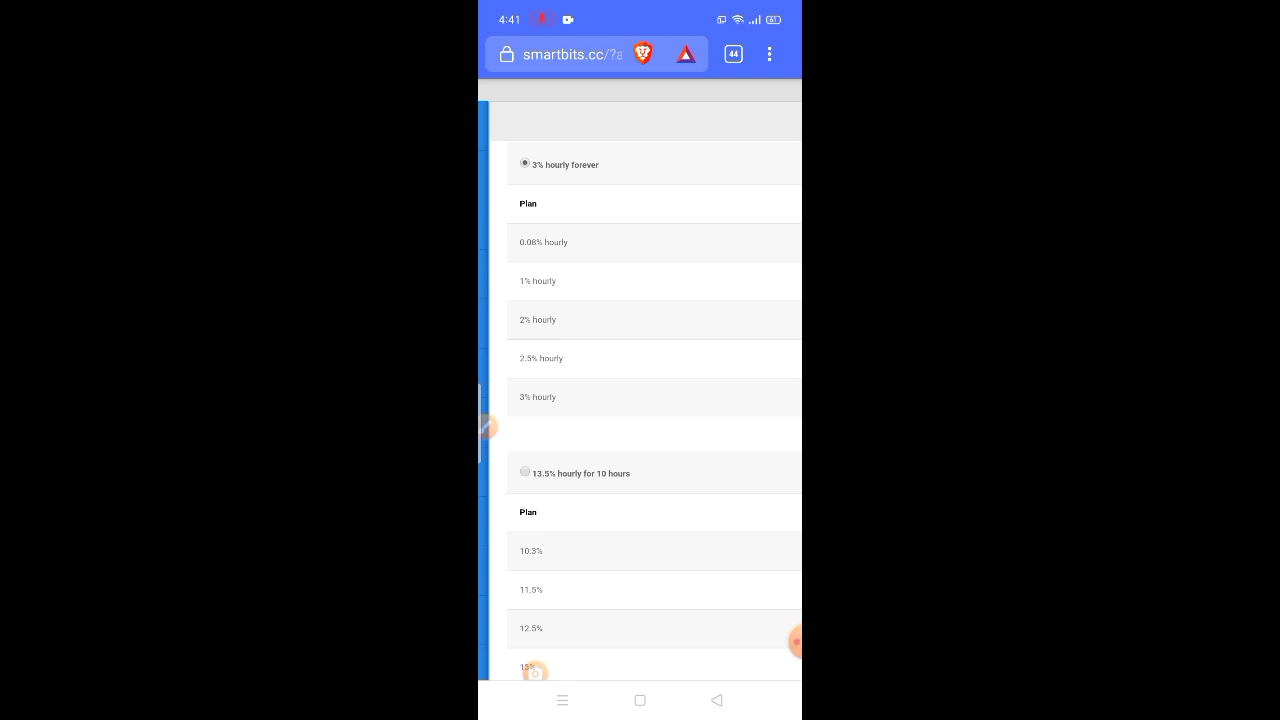 4:41
61
smartbits.cc/?a
44
3% hourly forever
Plan
0.08% hourly
1% hourly
2% hourly
2.5% hourly
3% hourly
13.5% hourly for 10 hours
Plan
10.3%
11.5%
12.5%
13%